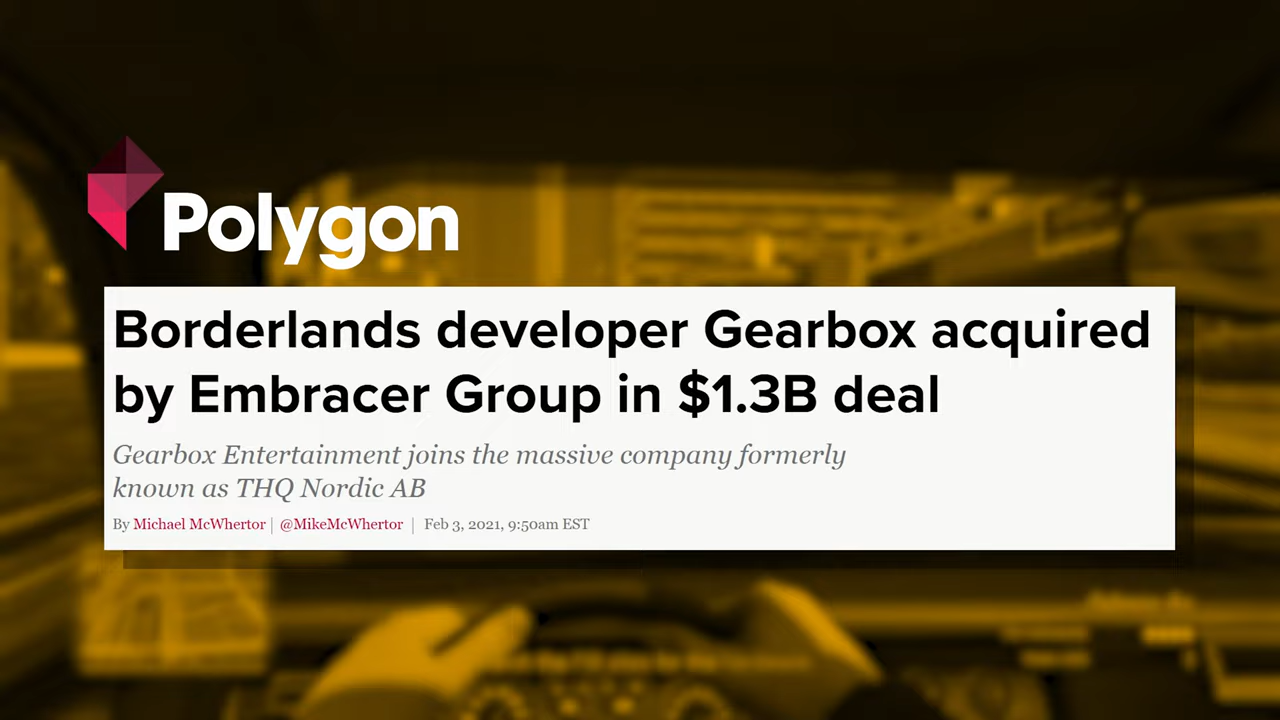 Polygon
Borderlands developer Gearbox acquired
by Embracer Group in $1.3B deal
Gearbox Entertainment joins the massive company formerly
known as THQ Nordic AB
By Michael McWhertor | @MikeMcWhertor | Feb 3, 2021, 9:50am EST